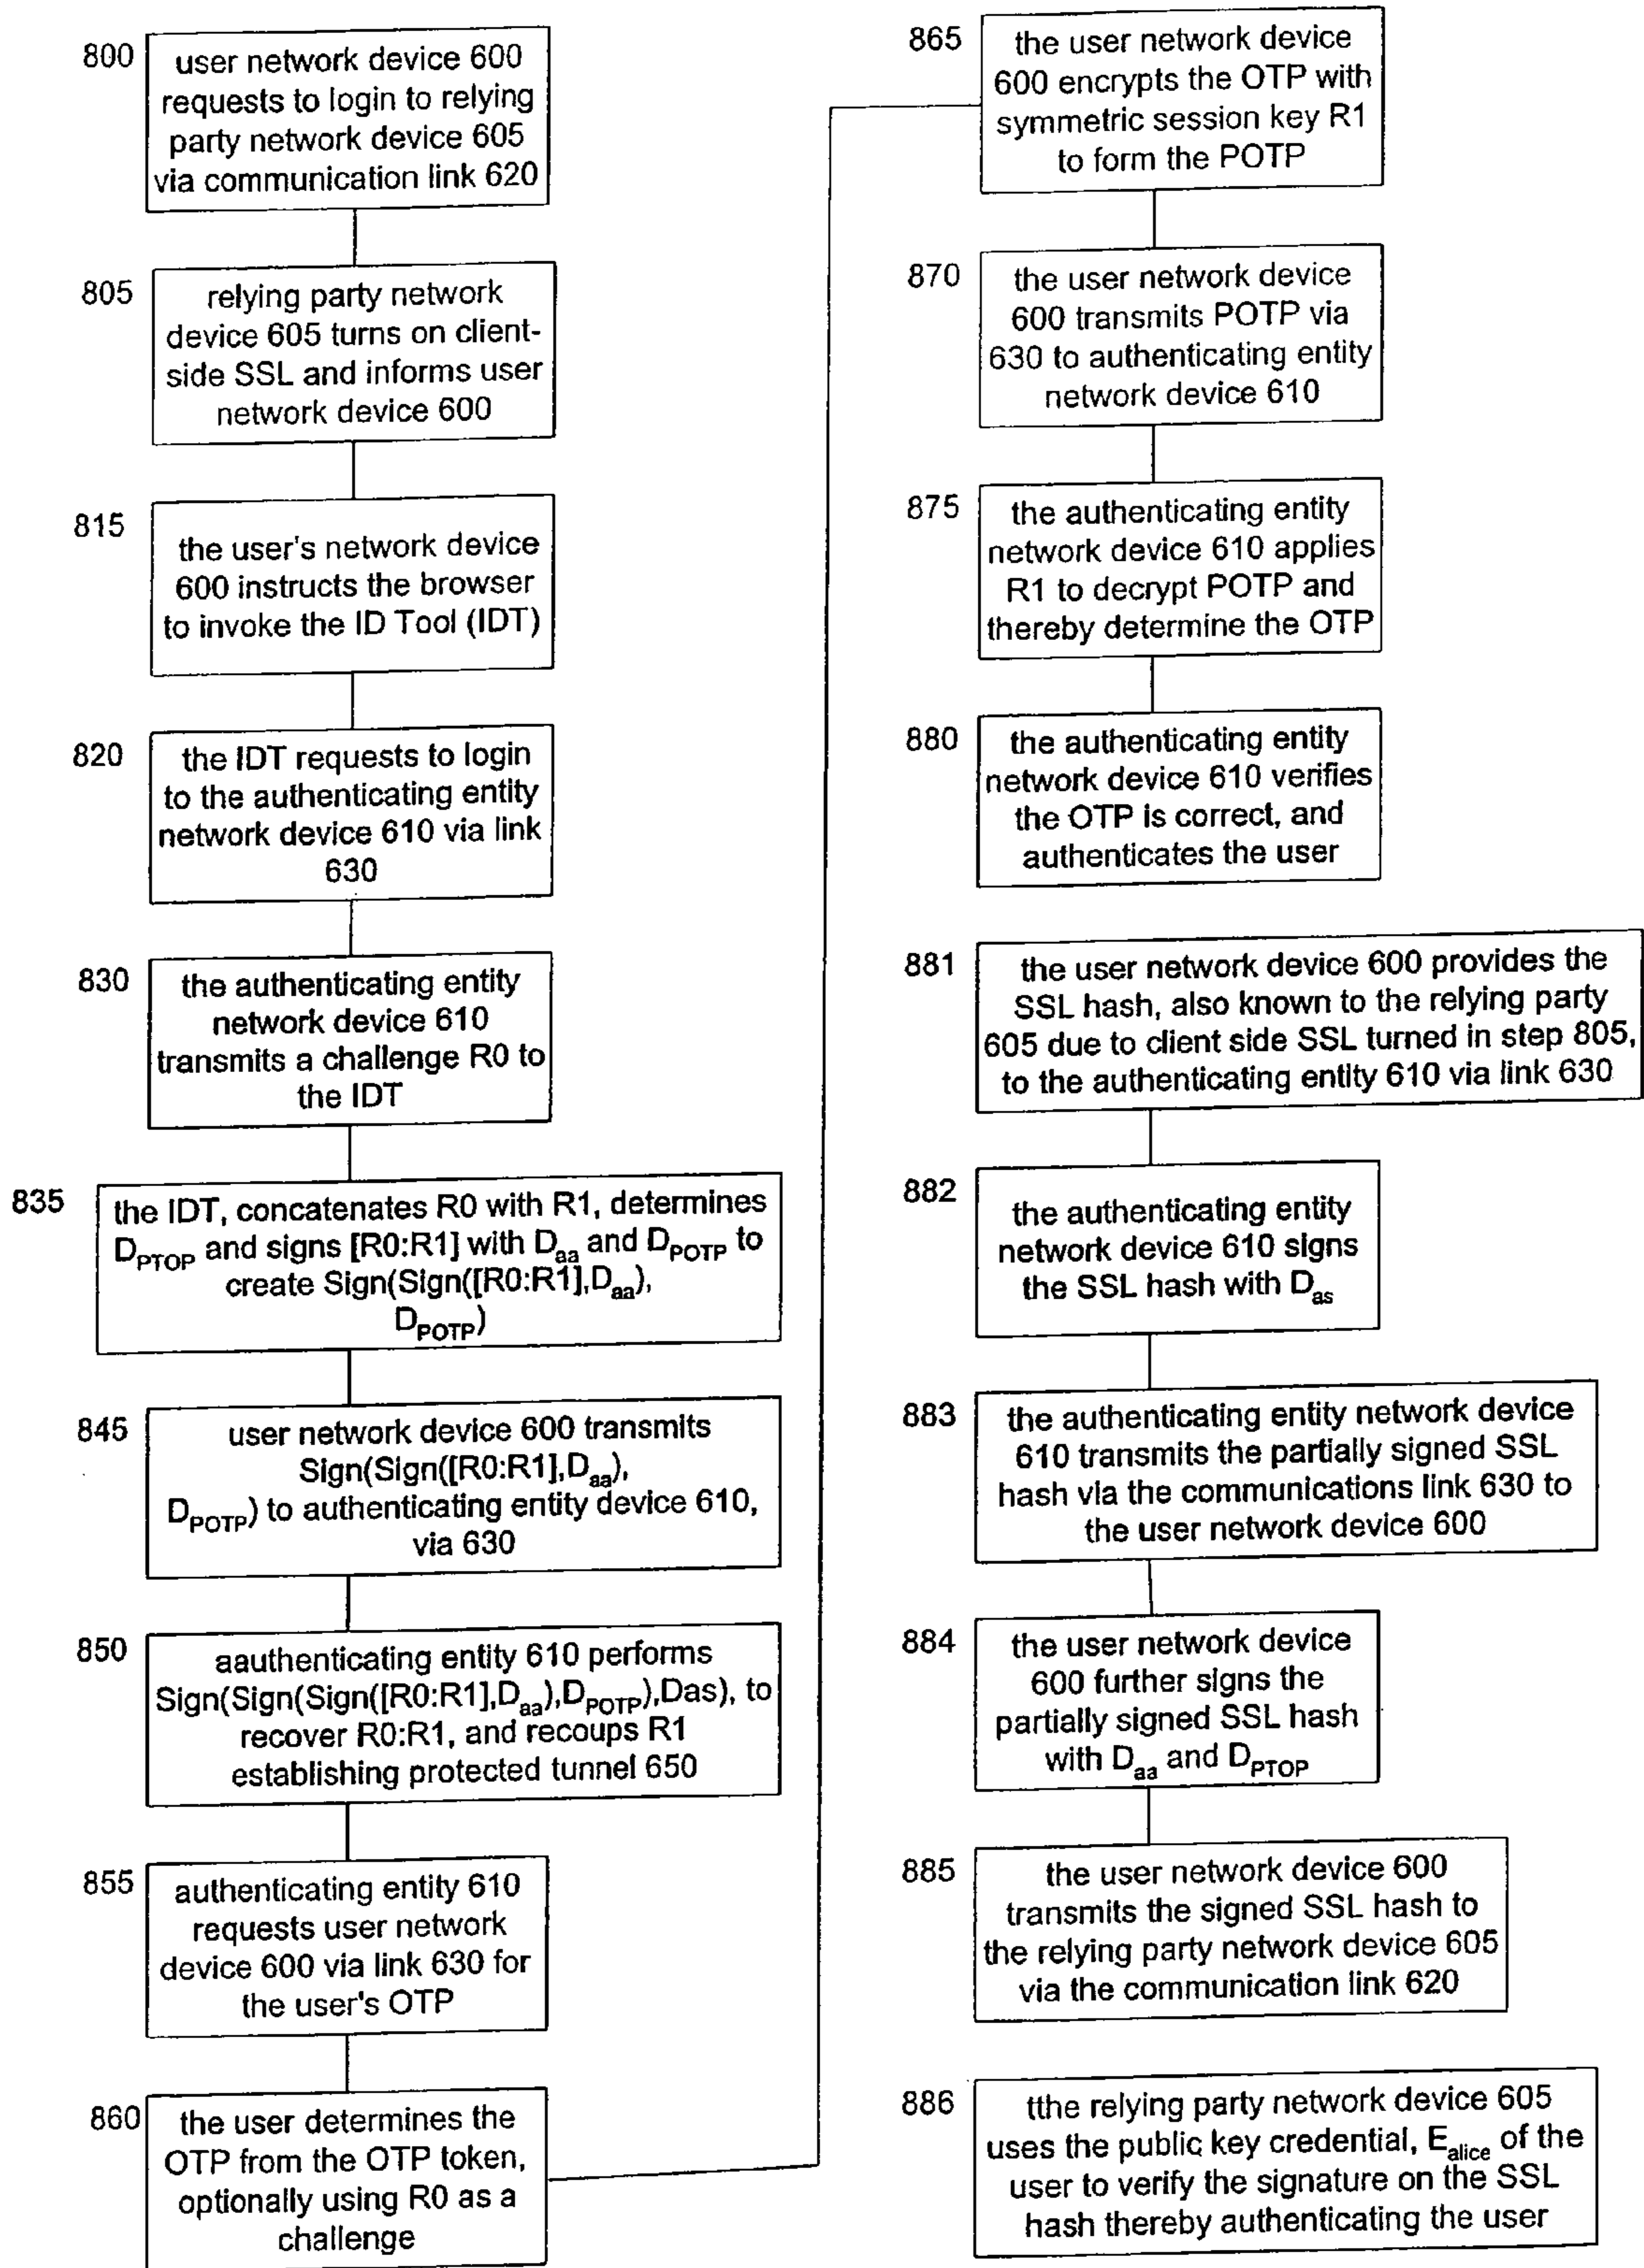 800
user network device 600
requests to login to relying
party network device 605
via communication link 620
805
relying party network
device 605 turns on client-
side SSL and informs user
network device 600
815
the user's network device
600 instructs the browser
to invoke the ID Tool (IDT)
820
the IDT requests to login
to the authenticating entity
network device 610 via link
630
830
the authenticating entity
network device 610
transmits a challenge R0 to
the IDT
835
the IDT, concatenates R0 with R1, determines
D_PTOP and signs [R0:R1] with D_aa and D_POTP to
create Sign(Sign([R0:R1],D_aa),
D_POTP)
845
user network device 600 transmits
Sign(Sign([R0:R1],D_aa),
D_POTP) to authenticating entity device 610,
via 630
850
aauthenticating entity 610 performs
Sign(Sign(Sign([R0:R1],D_aa),D_POTP),Das), to
recover R0:R1, and recoups R1
establishing protected tunnel 650
855
authenticating entity 610
requests user network
device 600 via link 630 for
the user's OTP
860
the user determines the
OTP from the OTP token,
optionally using R0 as a
challenge
865
the user network device
600 encrypts the OTP with
symmetric session key R1
to form the POTP
870
the user network device
600 transmits POTP via
630 to authenticating entity
network device 610
875
the authenticating entity
network device 610 applies
R1 to decrypt POTP and
thereby determine the OTP
880
the authenticating entity
network device 610 verifies
the OTP is correct, and
authenticates the user
881
the user network device 600 provides the
SSL hash, also known to the relying party
605 due to client side SSL turned in step 805,
to the authenticating entity 610 via link 630
882
the authenticating entity
network device 610 signs
the SSL hash with D_as
883
the authenticating entity network device
610 transmits the partially signed SSL
hash via the communications link 630 to
the user network device 600
884
the user network device
600 further signs the
partially signed SSL hash
with D_aa and D_PTOP
885
the user network device 600
transmits the signed SSL hash to
the relying party network device 605
via the communication link 620
886
tthe relying party network device 605
uses the public key credential, E_alice of the
user to verify the signature on the SSL
hash thereby authenticating the user